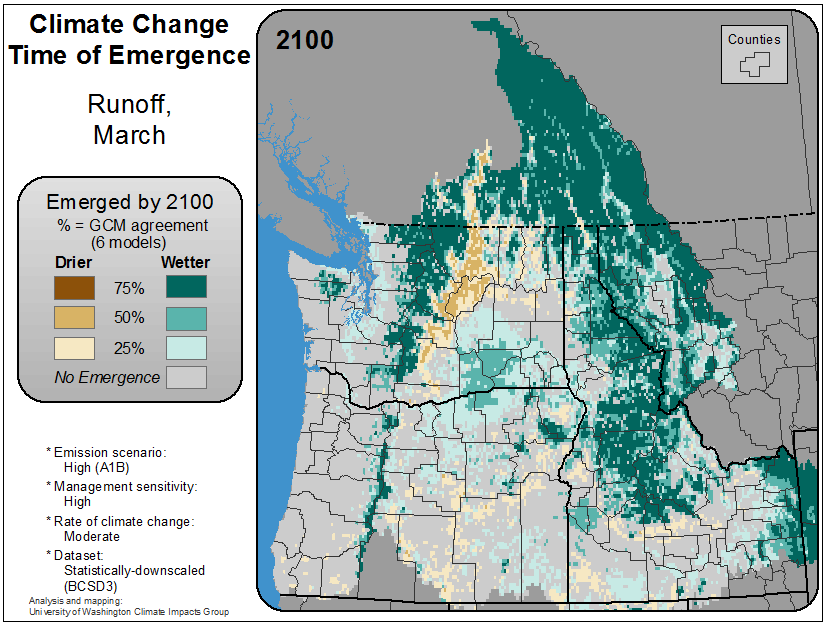 Climate Change
Time of Emergence
Runoff,
March
Emerged by 2100
% = GCM agreement
(6 models)
Drier Wetter
75%
50%
25%
No Emergence
* Emission scenario:
High (A1B)
* Management sensitivity:
High
* Rate of climate change:
Moderate
* Dataset:
Statistically-downscaled
(BCSD3)
Analysis and mapping:
University of Washington Climate Impacts Group
2100
Counties